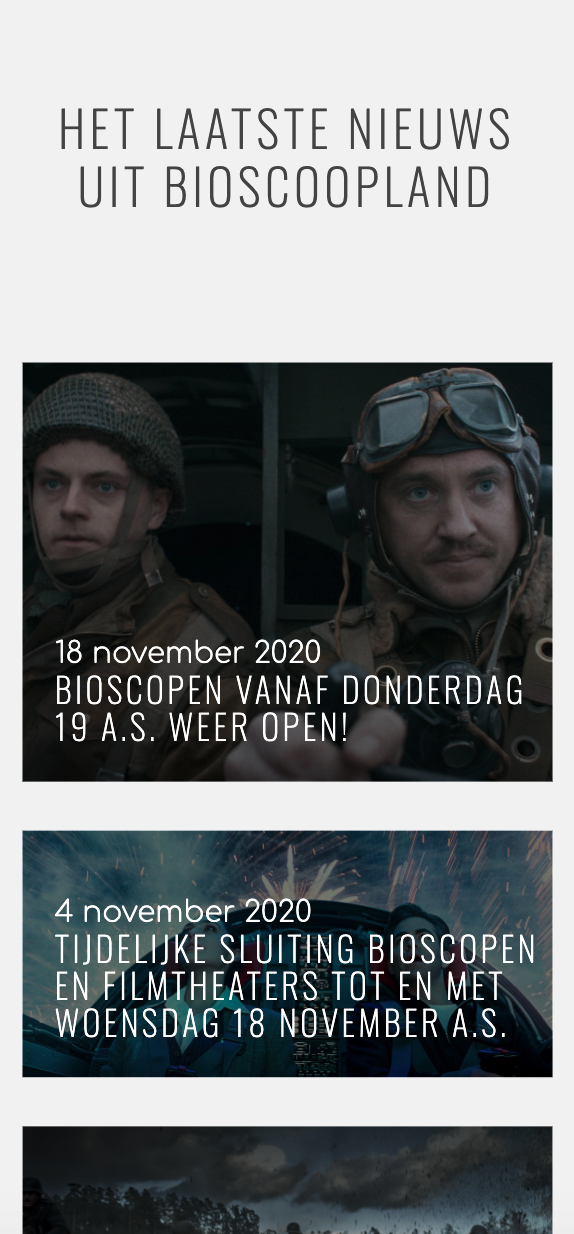 HET LAATSTE NIEUWS
UIT BIOSCOOPLAND
18 november 2020
BIOSCOPEN VANAF DONDERDAG
19 A.S. WEER OPEN!
4 november 2020
TIJDELIJKE SLUITING BIOSCOPEN
EN FILMTHEATERS TOT EN MET
WOENSDAG 18 NOVEMBER A.S.